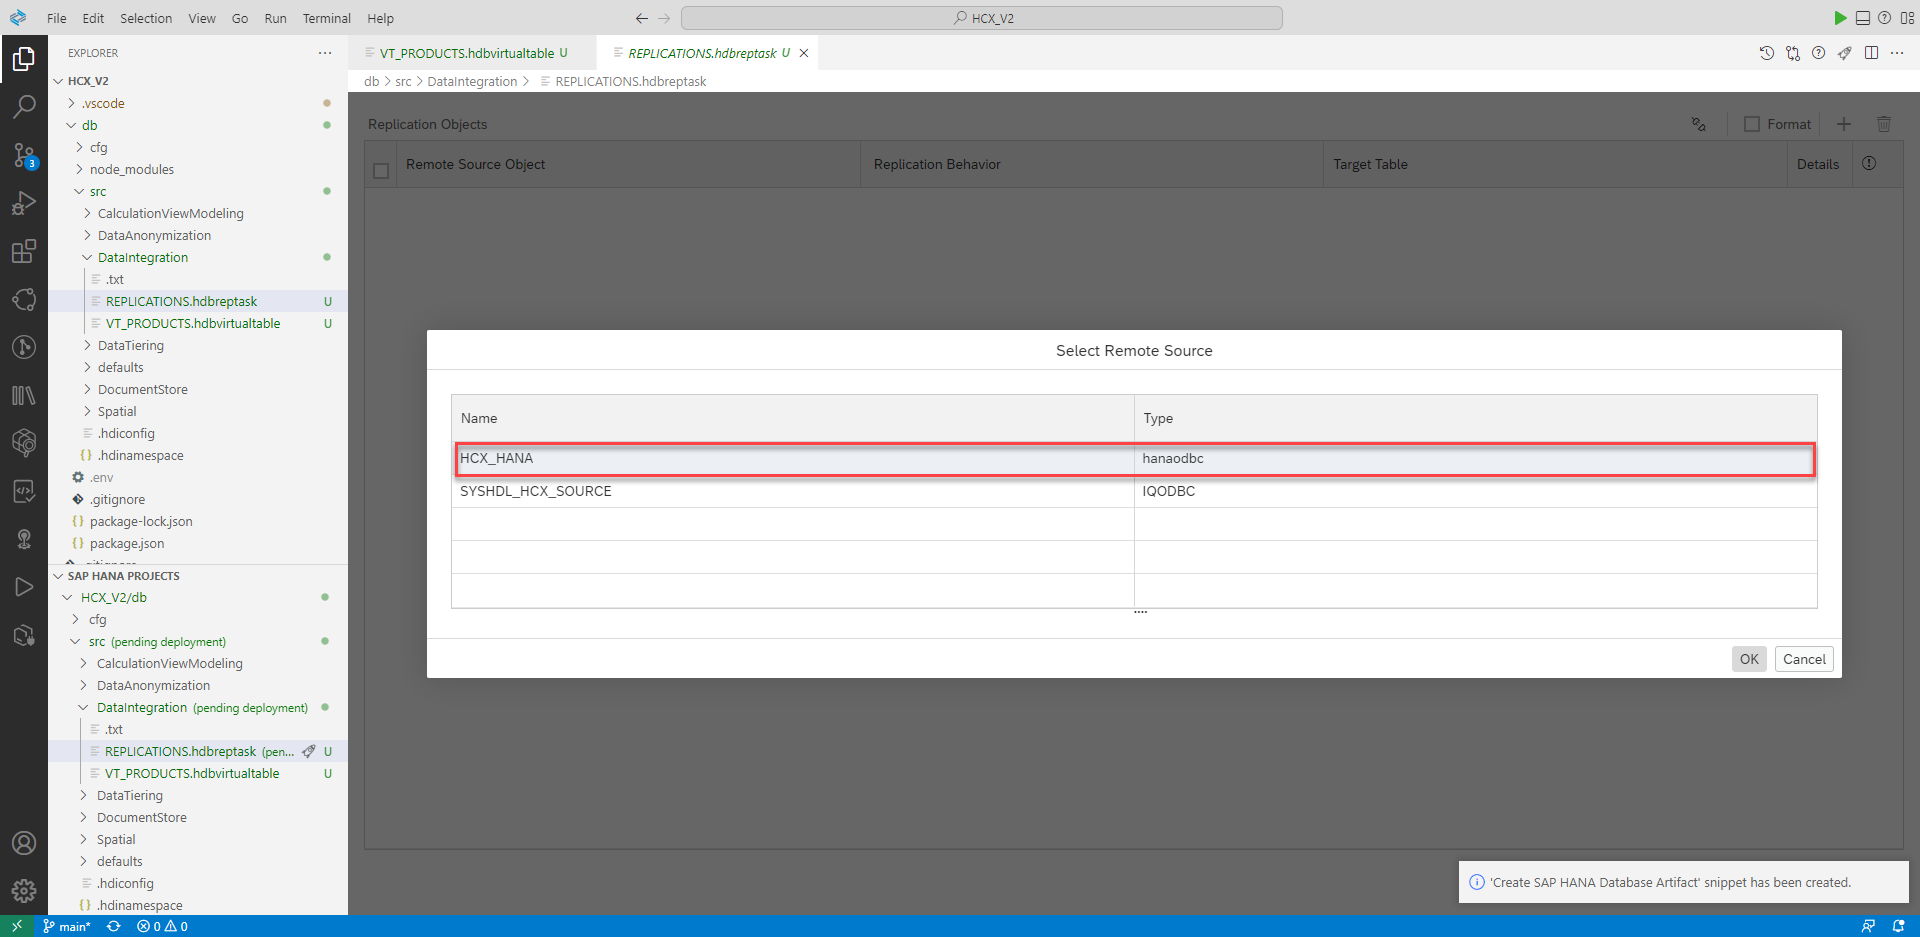 File Edit Selection View Go Run Terminal Help
HCX_V2
EXPLORER
VT_PRODUCTS.hdbvirtualtable U
REPLICATIONS.hdbreptask U
db > src > DataIntegration > REPLICATIONS.hdbreptask
HCX_V2
.vscode
db
cfg
node_modules
src
CalculationViewModeling
DataAnonymization
DataIntegration
.txt
REPLICATIONS.hdbreptask U
VT_PRODUCTS.hdbvirtualtable U
DataTiering
defaults
DocumentStore
Spatial
.hdiconfig
{} .hdinamespace
.env
.gitignore
{} package-lock.json
{} package.json
3
SAP HANA PROJECTS
HCX_V2/db
cfg
src (pending deployment)
CalculationViewModeling
DataAnonymization
DataIntegration (pending deployment)
.txt
REPLICATIONS.hdbreptask (pen... U
VT_PRODUCTS.hdbvirtualtable U
DataTiering
DocumentStore
Spatial
defaults
.hdiconfig
{} .hdinamespace
Replication Objects
Format
Remote Source Object Replication Behavior Target Table Details
Select Remote Source
Name Type
HCX_HANA hanaodbc
SYSHDL_HCX_SOURCE IQODBC
OK Cancel
'Create SAP HANA Database Artifact' snippet has been created.
main* 0 0